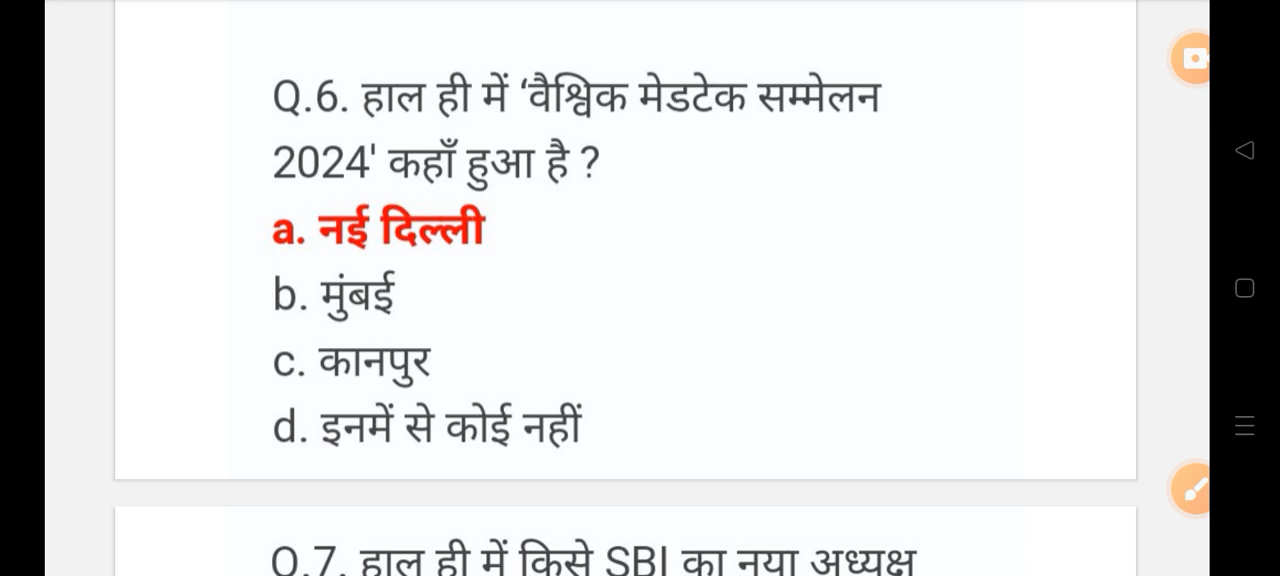 Q.6. हाल ही में ‘वैश्विक मेडटेक सम्मेलन
2024' कहाँ हुआ है ?
a. नई दिल्ली
b. मुंबई
c. कानपुर
d. इनमें से कोई नहीं
Q.7. हाल ही में किसे SBI का नया अध्यक्ष